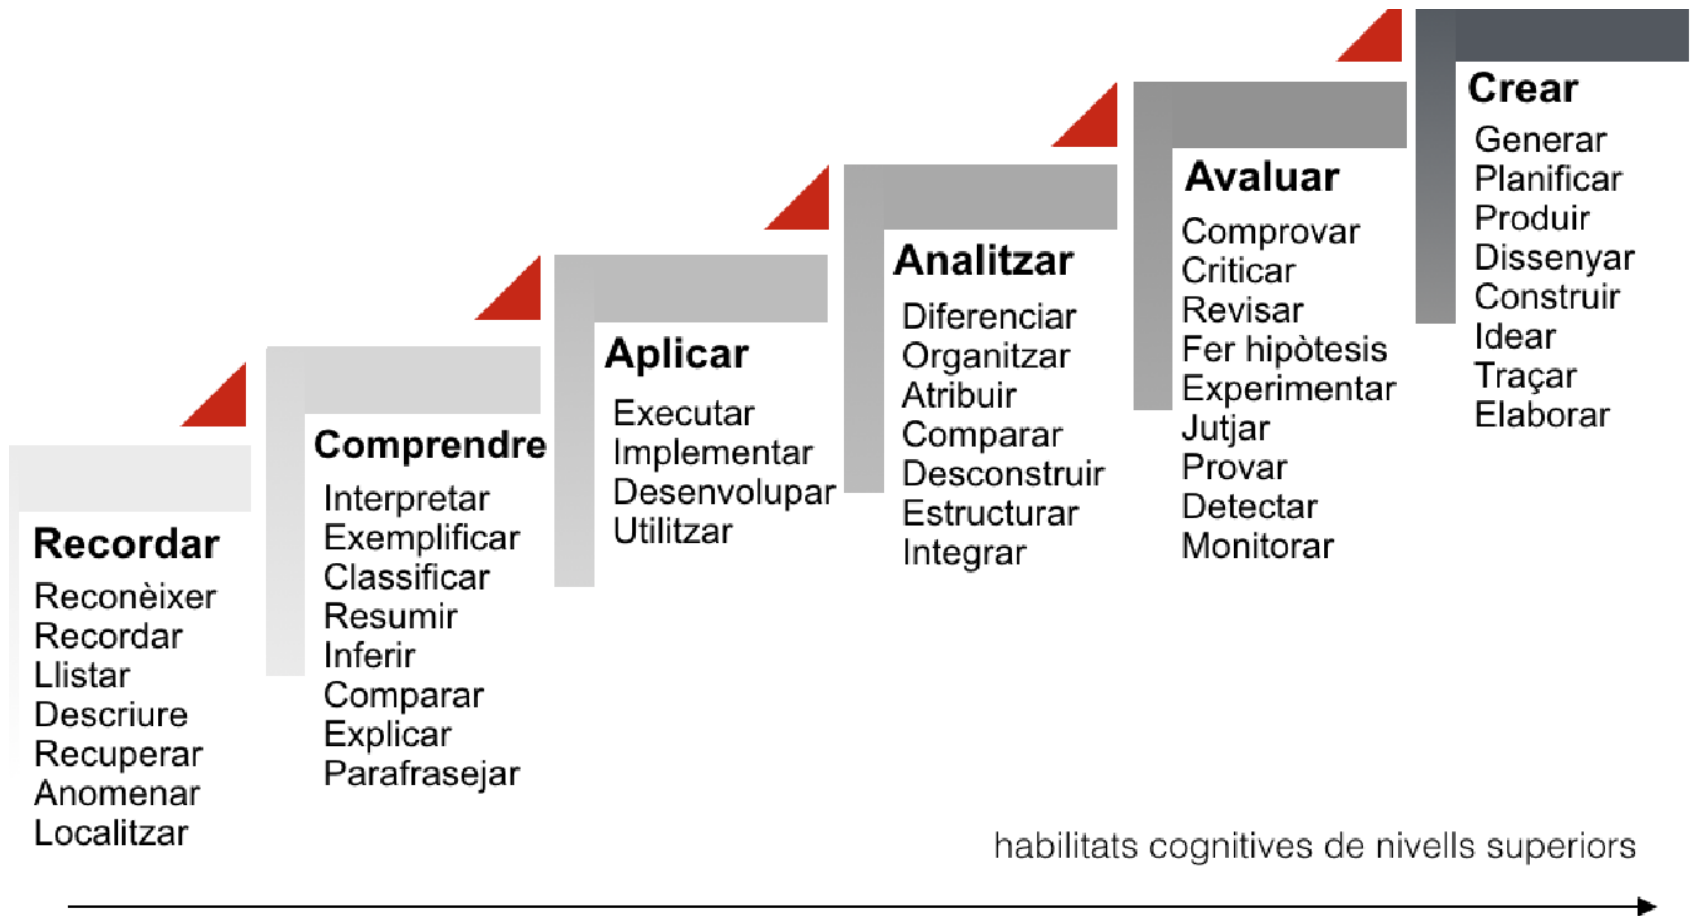 Recordar
Reconèixer
Recordar
Llistar
Descriure
Recuperar
Anomenar
Localitzar
Comprendre
Interpretar
Exemplificar
Classificar
Resumir
Inferir
Comparar
Explicar
Parafrasejar
Aplicar
Executar
Implementar
Desenvolupar
Utilitzar
Analitzar
Diferenciar
Organitzar
Atribuir
Comparar
Desconstruir
Estructurar
Integrar
Avaluar
Comprovar
Criticar
Revisar
Fer hipòtesis
Experimentar
Jutjar
Provar
Detectar
Monitorar
Crear
Generar
Planificar
Produir
Dissenyar
Construir
Idear
Traçar
Elaborar
habilitats cognitives de nivells superiors